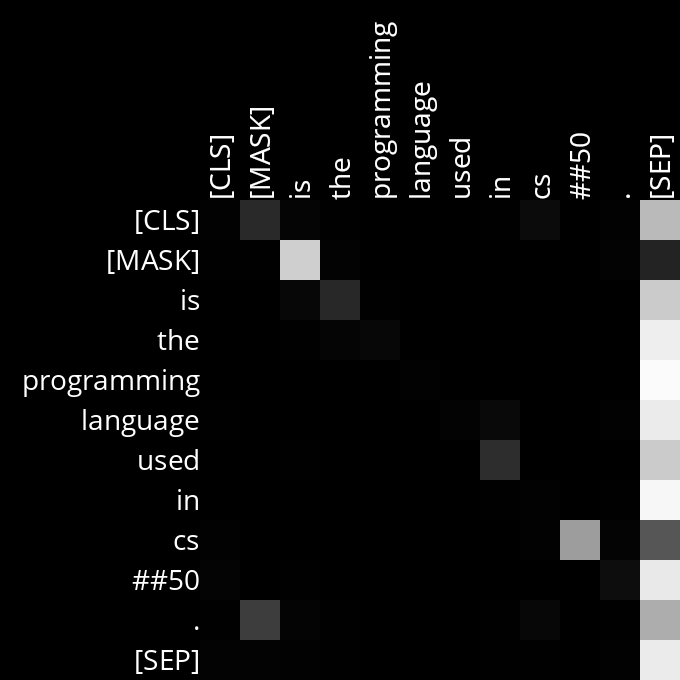 [CLS]
[MASK]
is
the
programming
language
used
in
cs
##50
.
[SEP]
[CLS]
[MASK]
is
the
programming
language
used
in
cs
##50
.
[SEP]